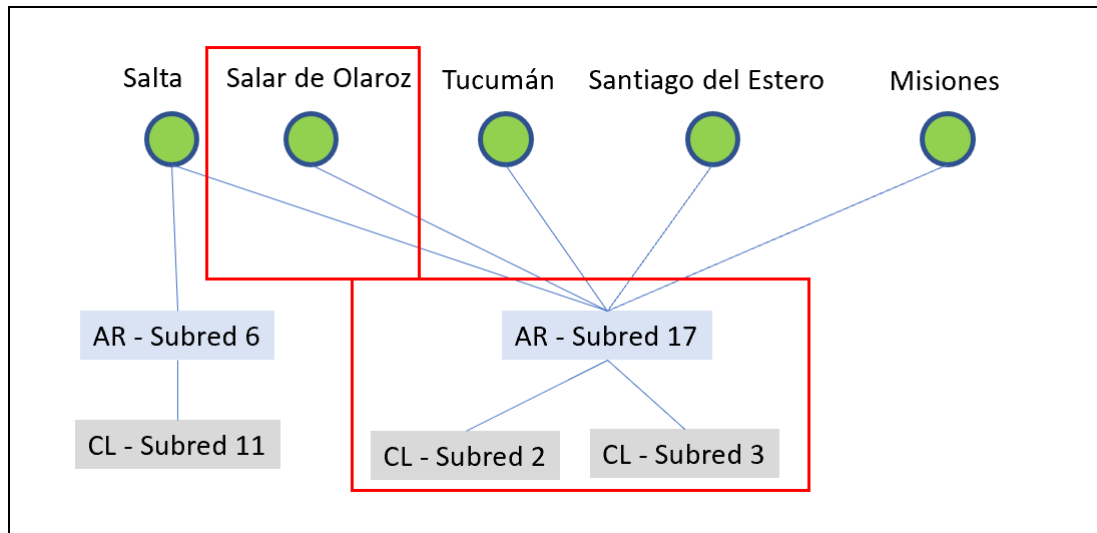 Salta
Salar de Olaroz
Tucumán
Santiago del Estero
Misiones
AR - Subred 6
AR - Subred 17
CL - Subred 11
CL - Subred 2
CL - Subred 3